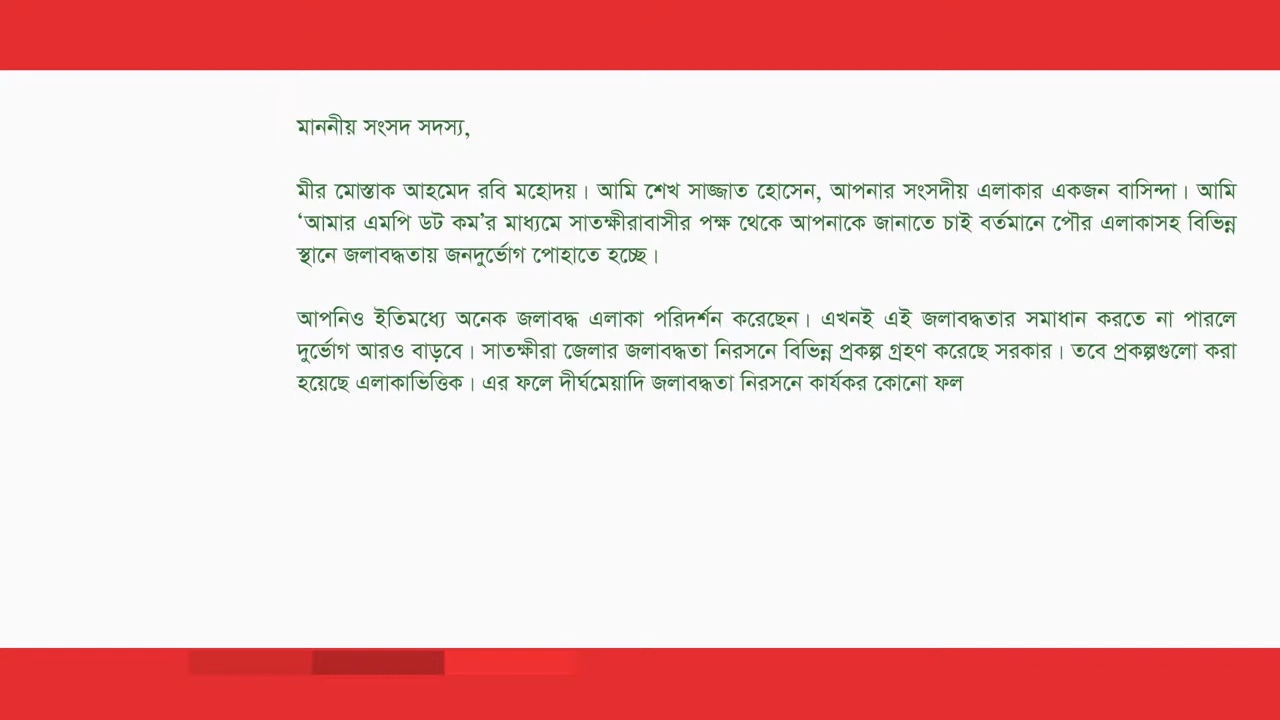 মাননীয় সংসদ সদস্য,
মীর মোস্তাক আহমেদ রবি মহোদয়। আমি শেখ সাজ্জাত হোসেন, আপনার সংসদীয় এলাকার একজন বাসিন্দা। আমি
‘আমার এমপি ডট কম’র মাধ্যমে সাতক্ষীরাবাসীর পক্ষ থেকে আপনাকে জানাতে চাই বর্তমানে পৌর এলাকাসহ বিভিন্ন
স্থানে জলাবদ্ধতায় জনদুর্ভোগ পোহাতে হচ্ছে।
আপনিও ইতিমধ্যে অনেক জলাবদ্ধ এলাকা পরিদর্শন করেছেন। এখনই এই জলাবদ্ধতার সমাধান করতে না পারলে
দুর্ভোগ আরও বাড়বে। সাতক্ষীরা জেলার জলাবদ্ধতা নিরসনে বিভিন্ন প্রকল্প গ্রহণ করেছে সরকার। তবে প্রকল্পগুলো করা
হয়েছে এলাকাভিত্তিক। এর ফলে দীর্ঘমেয়াদি জলাবদ্ধতা নিরসনে কার্যকর কোনো ফল